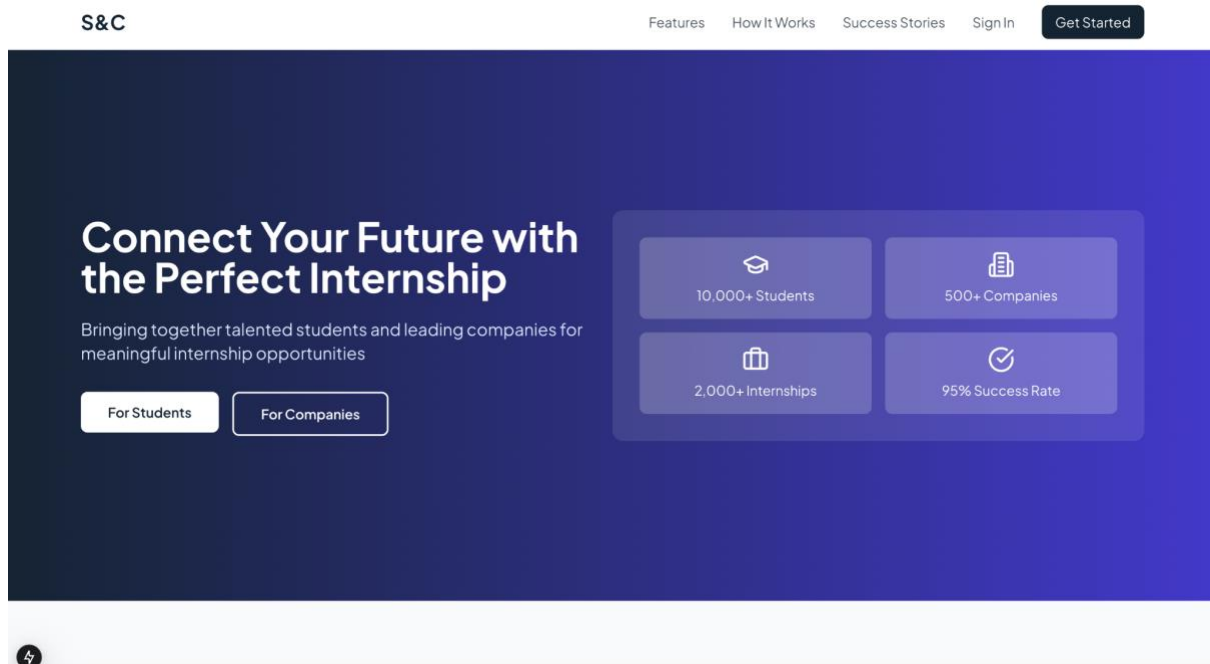 S&C
Features
How It Works
Success Stories
Sign In
Get Started
Connect Your Future with
the Perfect Internship
Bringing together talented students and leading companies for
meaningful internship opportunities
For Students
For Companies
10,000+ Students
500+ Companies
2,000+ Internships
95% Success Rate